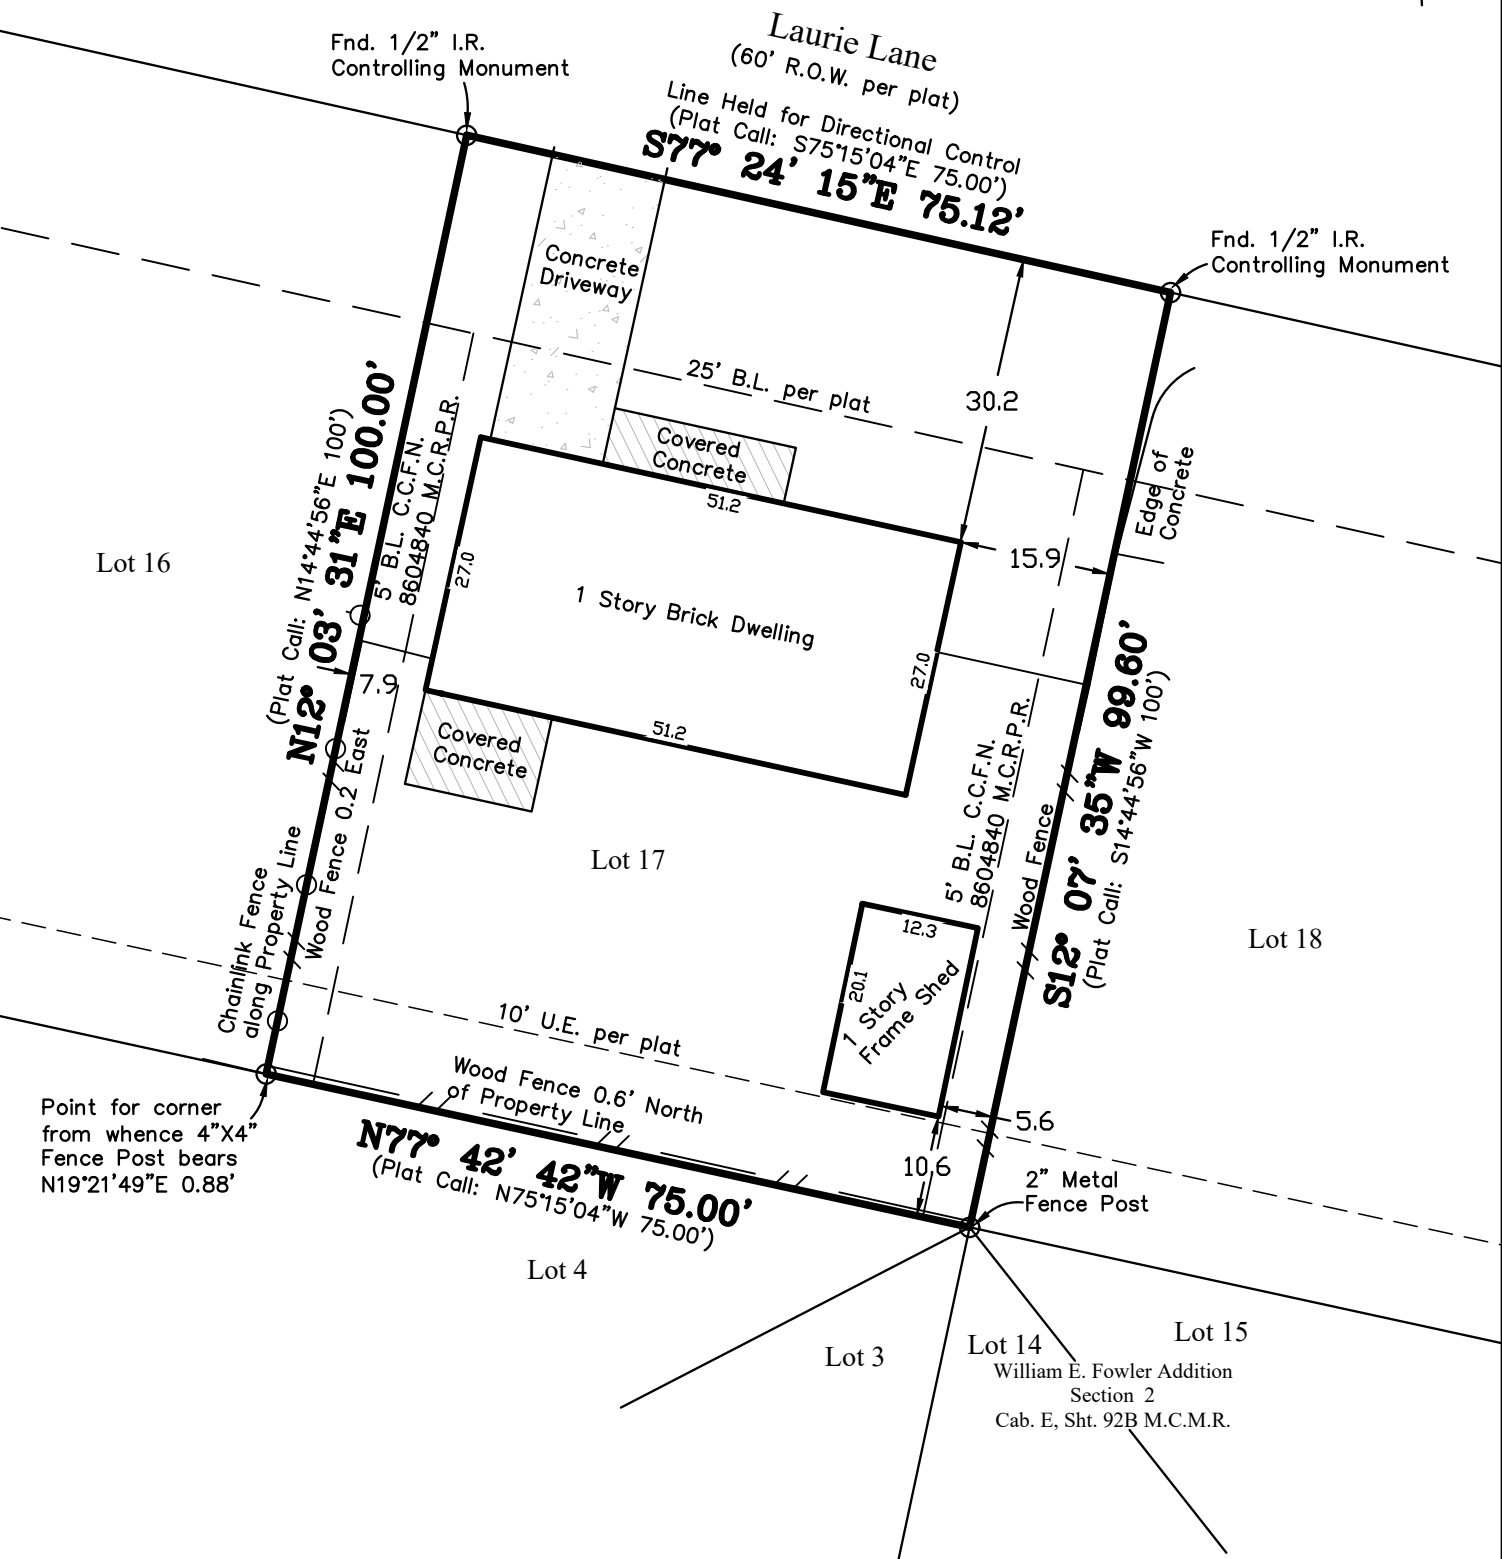 Laurie Lane
(60' R.O.W. per plat)
Fnd. 1/2" I.R.
Controlling Monument
Line Held for Directional Control
(Plat Call: S75°15'04"E 75.00')
S77° 24' 15"E 75.12'
Fnd. 1/2" I.R.
Controlling Monument
Concrete
Driveway
25' B.L. per plat
30.2
Covered
Concrete
51.2
Edge of
Concrete
15.9
Lot 16
(Plat Call: N14°44'56"E 100')
N12° 03' 31"E 100.00'
5' B.L. C.C.F.N.
8604840 M.C.R.P.R.
27.0
1 Story Brick Dwelling
27.0
7.9
51.2
Covered
Concrete
Wood Fence 0.2 East
Chainlink Fence
along Property Line
Lot 17
5' B.L. C.C.F.N.
8604840 M.C.R.P.R.
Wood Fence
S12° 07' 35"W 99.60'
(Plat Call: S14°44'56"W 100')
Lot 18
12.3
20.1
1 Story
Frame Shed
10' U.E. per plat
Wood Fence 0.6' North
of Property Line
5.6
10.6
Point for corner
from whence 4"X4"
Fence Post bears
N19°21'49"E 0.88'
N77° 42' 42"W 75.00'
(Plat Call: N75°15'04"W 75.00')
2" Metal
Fence Post
Lot 4
Lot 3
Lot 14
Lot 15
William E. Fowler Addition
Section 2
Cab. E, Sht. 92B M.C.M.R.